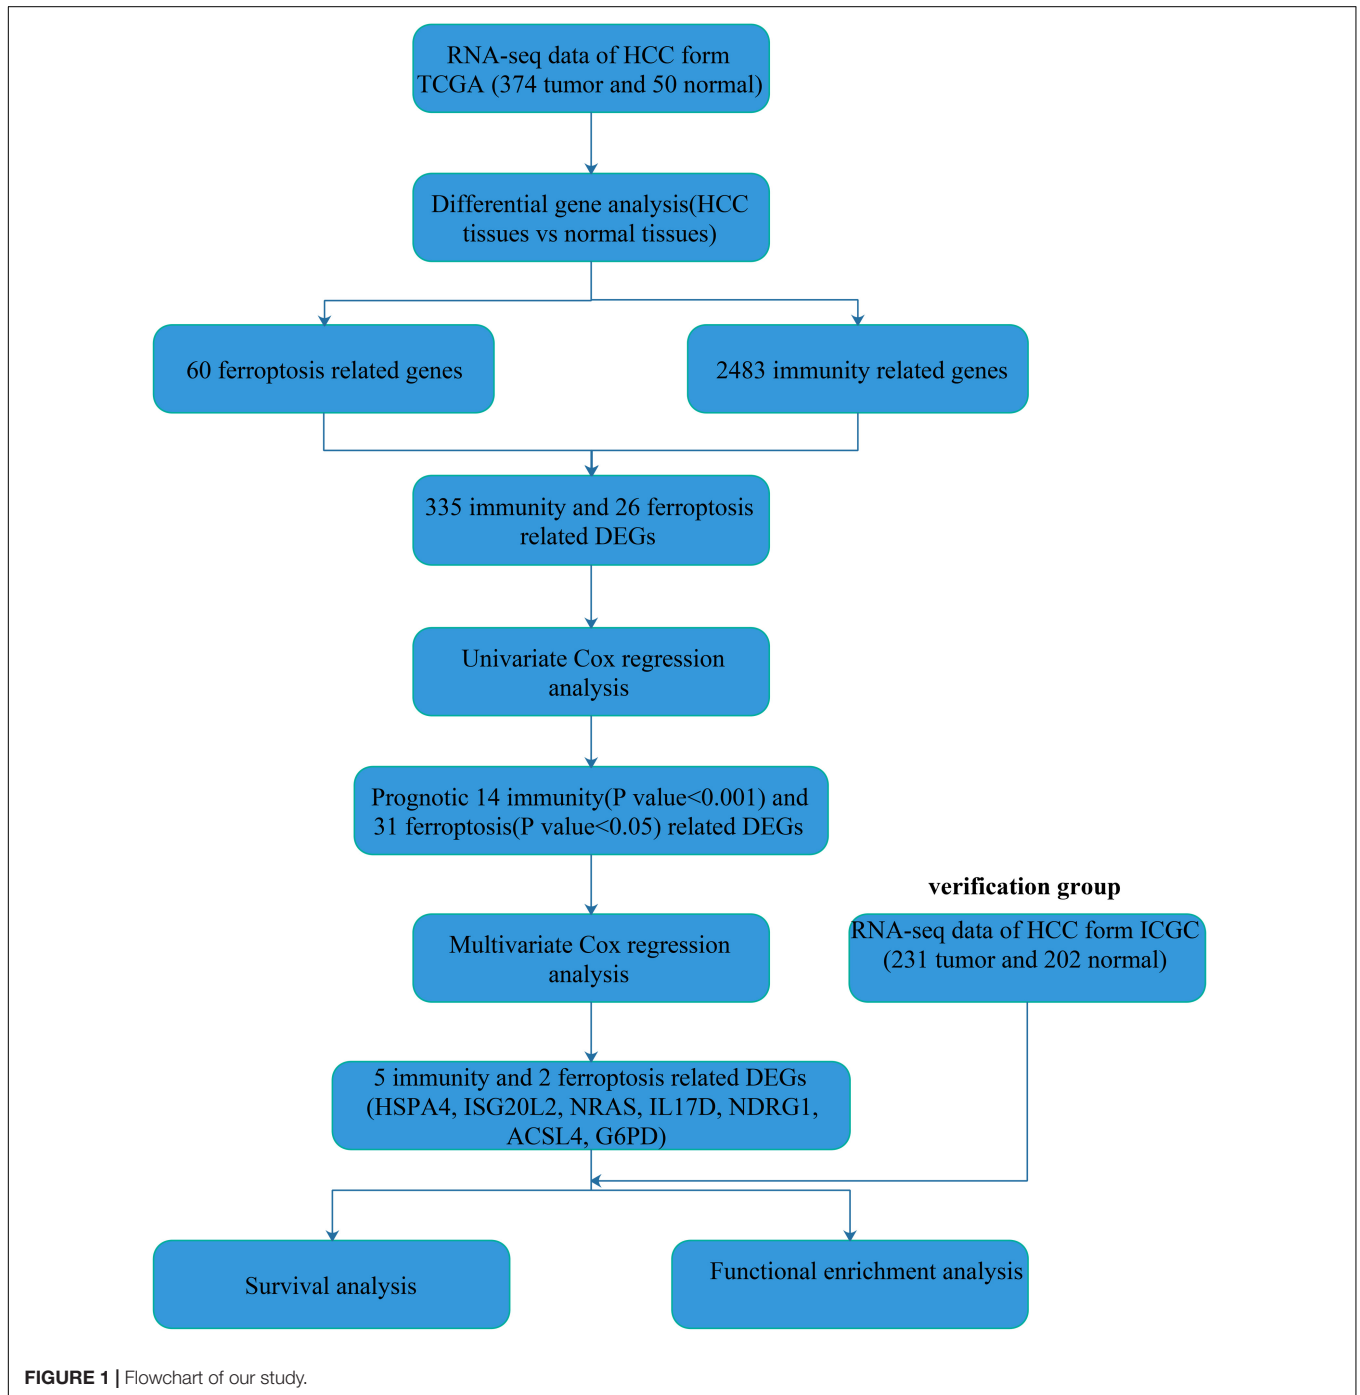 RNA-seq data of HCC form
TCGA (374 tumor and 50 normal)
Differential gene analysis(HCC
tissues vs normal tissues)
60 ferroptosis related genes
2483 immunity related genes
335 immunity and 26 ferroptosis
related DEGs
Univariate Cox regression
analysis
Prognotic 14 immunity(P value<0.001) and
31 ferroptosis(P value<0.05) related DEGs
verification group
RNA-seq data of HCC form ICGC
(231 tumor and 202 normal)
Multivariate Cox regression
analysis
5 immunity and 2 ferroptosis related DEGs
(HSPA4, ISG20L2, NRAS, IL17D, NDRG1,
ACSL4, G6PD)
Survival analysis
Functional enrichment analysis
FIGURE 1 | Flowchart of our study.